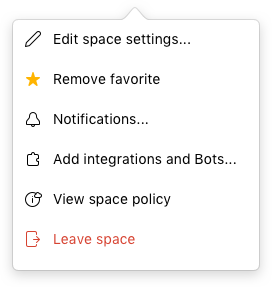 Edit space settings...
Remove favorite
Notifications...
Add integrations and Bots...
View space policy
Leave space